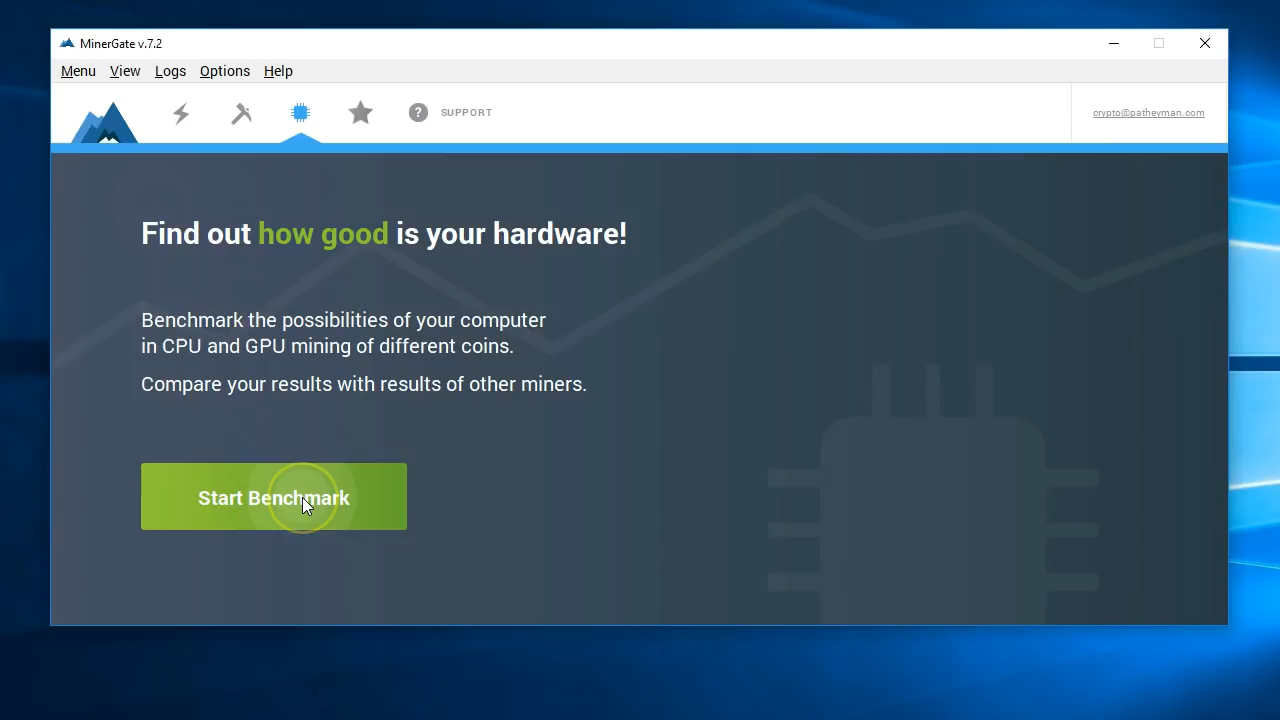 MinerGate v.7.2
Menu View Logs Options Help
? SUPPORT
crypto@patheyman.com
Find out how good is your hardware!
Benchmark the possibilities of your computer
in CPU and GPU mining of different coins.
Compare your results with results of other miners.
Start Benchmark